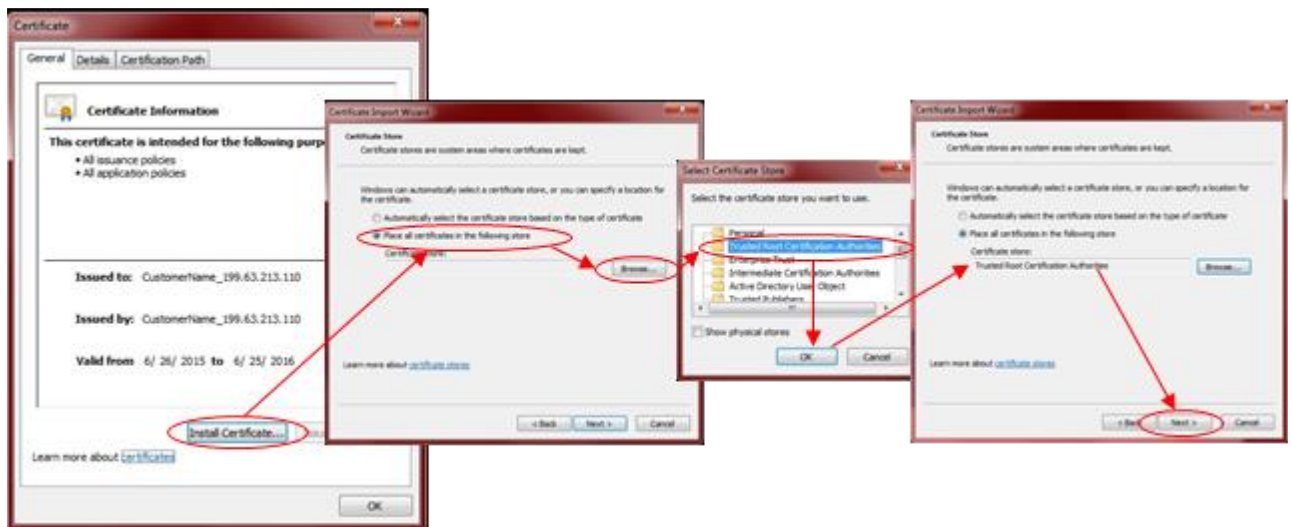 Certificate
General
Details
Certification Path
Certificate Information
This certificate is intended for the following purp
• All issuance policies
• All application policies
Issued to: CustomerName_199.63.213.110
Issued by: CustomerName_199.63.213.110
Valid from 6/ 26/ 2015 to 6/ 25/ 2016
Install Certificate...
Learn more about certificates
OK
Certificate Import Wizard
Certificate Store
Certificate stores are system areas where certificates are kept.
Windows can automatically select a certificate store, or you can specify a location for
the certificate.
Automatically select the certificate store based on the type of certificate
Place all certificates in the following store
Certificate store:
Browse...
Learn more about certificate stores
< Back
Next >
Cancel
Select Certificate Store
Select the certificate store you want to use.
Personal
Trusted Root Certification Authorities
Enterprise Trust
Intermediate Certification Authorities
Active Directory User Object
Trusted Publishers
Show physical stores
OK
Cancel
Certificate Import Wizard
Certificate Store
Certificate stores are system areas where certificates are kept.
Windows can automatically select a certificate store, or you can specify a location for
the certificate.
Automatically select the certificate store based on the type of certificate
Place all certificates in the following store
Certificate store:
Trusted Root Certification Authorities
Browse...
Learn more about certificate stores
< Back
Next >
Cancel